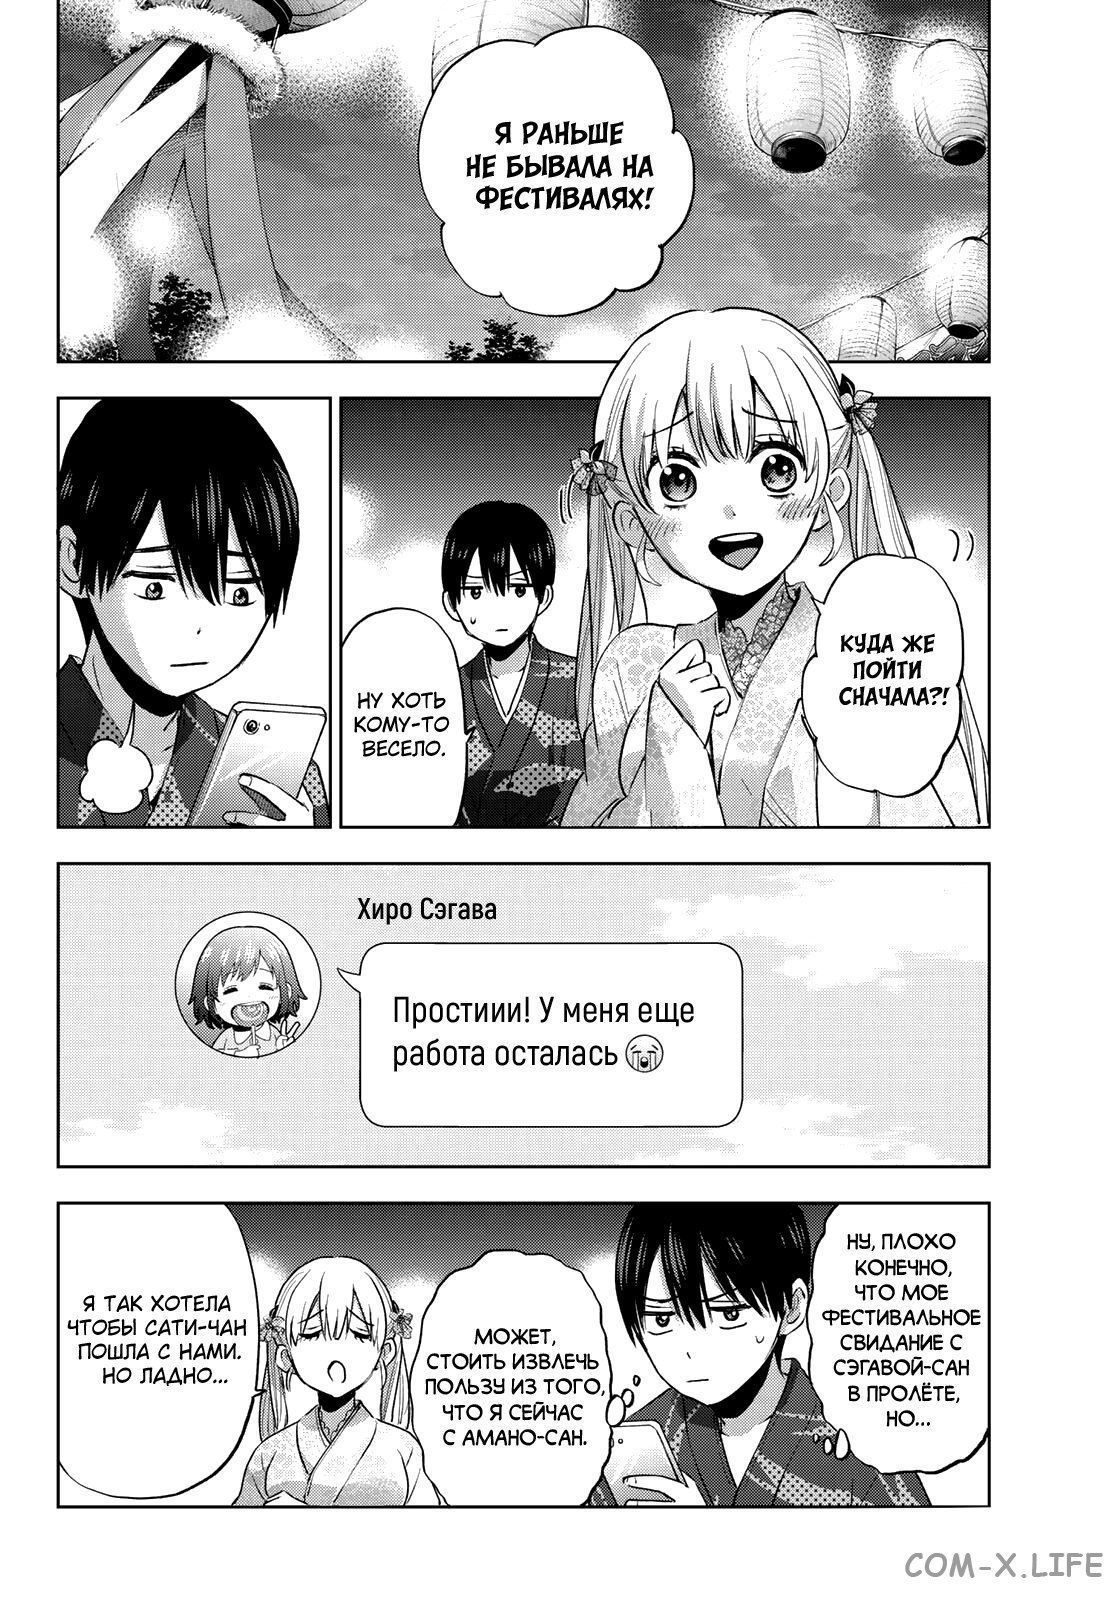 Я РАНЬШЕ
НЕ БЫВАЛА НА
ФЕСТИВАЛЯХ!
КУДА ЖЕ
ПОЙТИ
СНАЧАЛА?!
НУ ХОТЬ
КОМУ-ТО
ВЕСЕЛО.
Хиро Сэгава
Простиии! У меня еще
работа осталась 😭
НУ, ПЛОХО
КОНЕЧНО,
ЧТО МОЕ
ФЕСТИВАЛЬНОЕ
СВИДАНИЕ С
СЭГАВОЙ-САН
В ПРОЛЁТЕ,
НО...
МОЖЕТ,
СТОИТЬ ИЗВЛЕЧЬ
ПОЛЬЗУ ИЗ ТОГО,
ЧТО Я СЕЙЧАС
С АМАНО-САН.
Я ТАК ХОТЕЛА
ЧТОБЫ САТИ-ЧАН
ПОШЛА С НАМИ.
НО ЛАДНО...
COM-X.LIFE